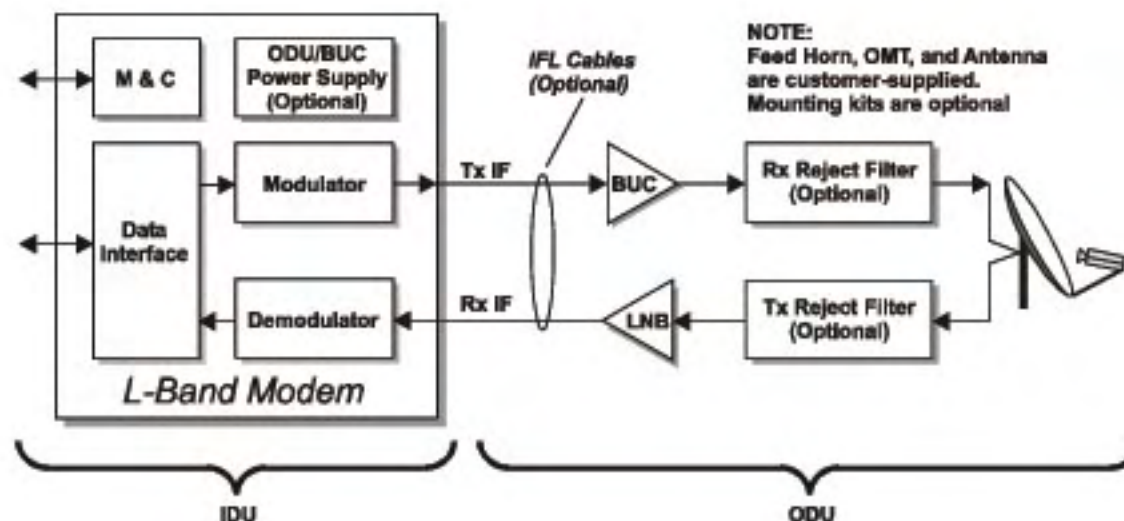 M & C
ODU/BUC
Power Supply
(Optional)
IFL Cables
(Optional)
NOTE:
Feed Horn, OMT, and Antenna
are customer-supplied.
Mounting kits are optional
Data
Interface
Modulator
Tx IF
BUC
Rx Reject Filter
(Optional)
Demodulator
Rx IF
LNB
Tx Reject Filter
(Optional)
L-Band Modem
IDU
ODU